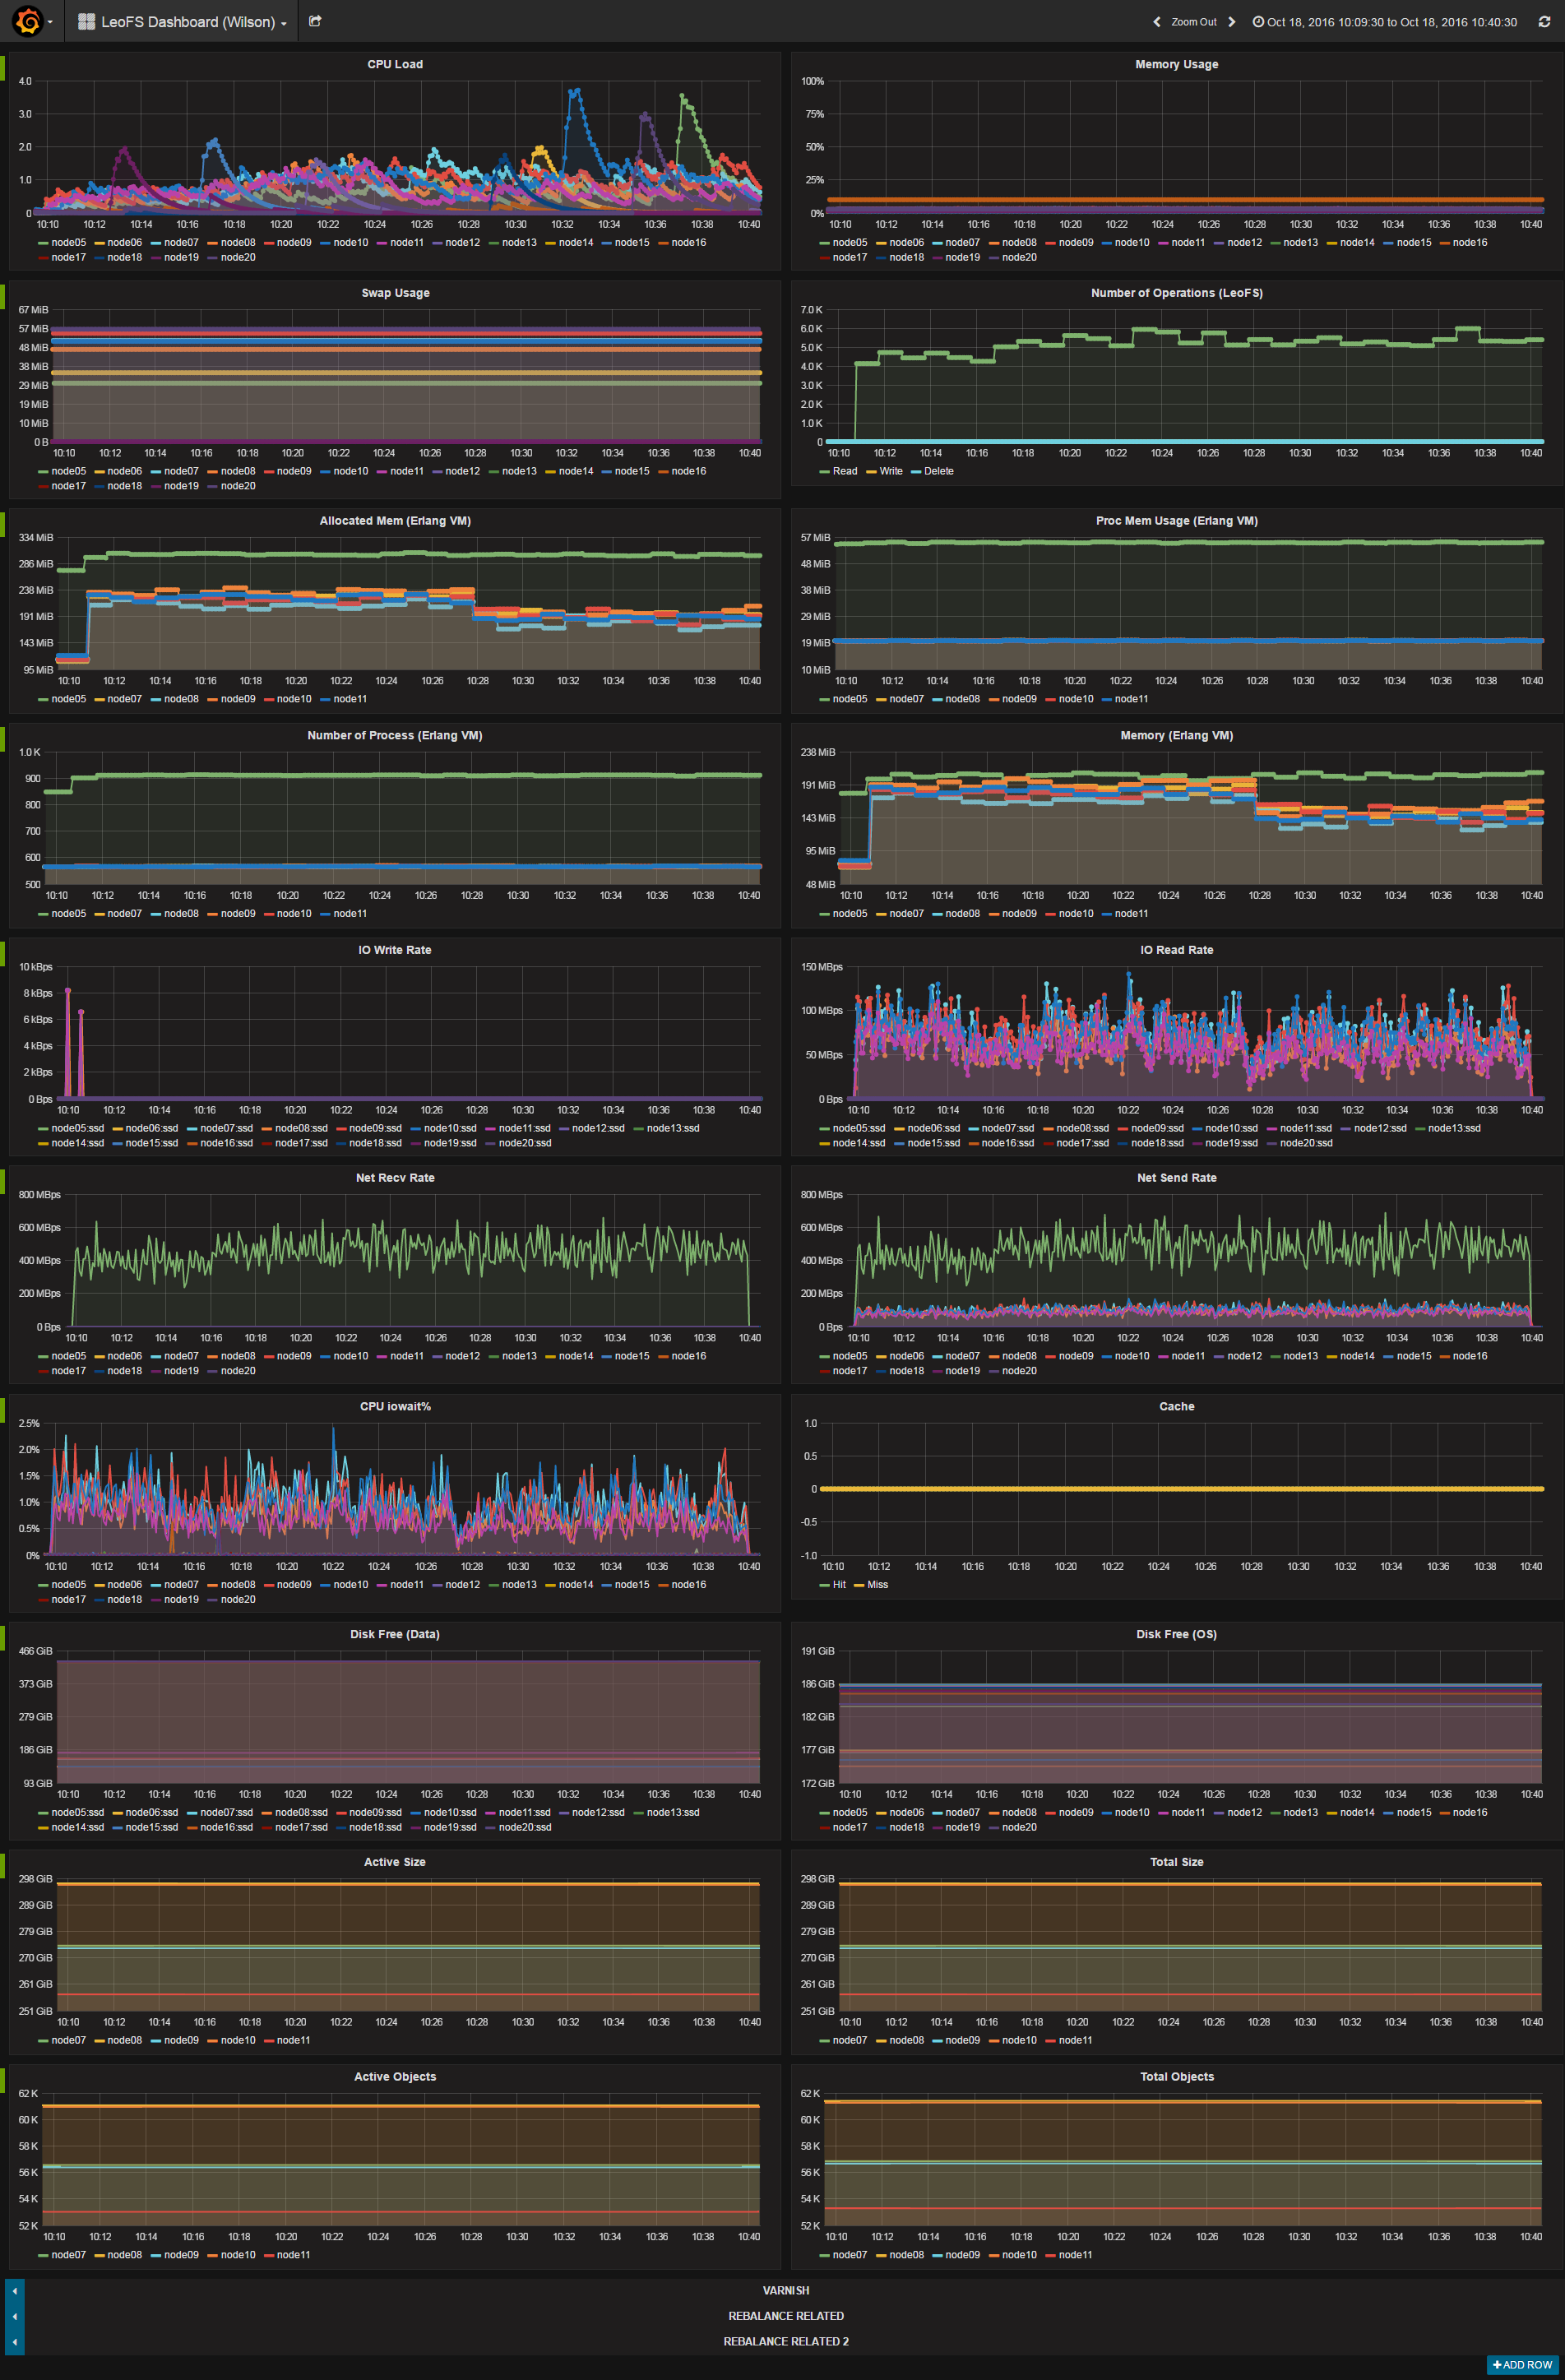 LeoFS Dashboard (Wilson) Zoom Out Oct 18, 2016 10:09:30 to Oct 18, 2016 10:40:30
CPU Load
4.0
3.0
2.0
1.0
0
10:10 10:12 10:14 10:16 10:18 10:20 10:22 10:24 10:26 10:28 10:30 10:32 10:34 10:36 10:38 10:40
node05 node06 node07 node08 node09 node10 node11 node12 node13 node14 node15 node16
node17 node18 node19 node20
Memory Usage
100%
75%
50%
25%
0%
10:10 10:12 10:14 10:16 10:18 10:20 10:22 10:24 10:26 10:28 10:30 10:32 10:34 10:36 10:38 10:40
node05 node06 node07 node08 node09 node10 node11 node12 node13 node14 node15 node16
node17 node18 node19 node20
Swap Usage
67 MiB
57 MiB
48 MiB
38 MiB
29 MiB
19 MiB
10 MiB
0 B
10:10 10:12 10:14 10:16 10:18 10:20 10:22 10:24 10:26 10:28 10:30 10:32 10:34 10:36 10:38 10:40
node05 node06 node07 node08 node09 node10 node11 node12 node13 node14 node15 node16
node17 node18 node19 node20
Number of Operations (LeoFS)
7.0 K
6.0 K
5.0 K
4.0 K
3.0 K
2.0 K
1.0 K
0
10:10 10:12 10:14 10:16 10:18 10:20 10:22 10:24 10:26 10:28 10:30 10:32 10:34 10:36 10:38 10:40
Read Write Delete
Allocated Mem (Erlang VM)
334 MiB
286 MiB
238 MiB
191 MiB
143 MiB
95 MiB
10:10 10:12 10:14 10:16 10:18 10:20 10:22 10:24 10:26 10:28 10:30 10:32 10:34 10:36 10:38 10:40
node05 node07 node08 node09 node10 node11
Proc Mem Usage (Erlang VM)
57 MiB
48 MiB
38 MiB
29 MiB
19 MiB
10 MiB
10:10 10:12 10:14 10:16 10:18 10:20 10:22 10:24 10:26 10:28 10:30 10:32 10:34 10:36 10:38 10:40
node05 node07 node08 node09 node10 node11
Number of Process (Erlang VM)
1.0 K
900
800
700
600
500
10:10 10:12 10:14 10:16 10:18 10:20 10:22 10:24 10:26 10:28 10:30 10:32 10:34 10:36 10:38 10:40
node05 node07 node08 node09 node10 node11
Memory (Erlang VM)
238 MiB
191 MiB
143 MiB
95 MiB
48 MiB
10:10 10:12 10:14 10:16 10:18 10:20 10:22 10:24 10:26 10:28 10:30 10:32 10:34 10:36 10:38 10:40
node05 node07 node08 node09 node10 node11
IO Write Rate
10 kBps
8 kBps
6 kBps
4 kBps
2 kBps
0 Bps
10:10 10:12 10:14 10:16 10:18 10:20 10:22 10:24 10:26 10:28 10:30 10:32 10:34 10:36 10:38 10:40
node05:ssd node06:ssd node07:ssd node08:ssd node09:ssd node10:ssd node11:ssd node12:ssd node13:ssd
node14:ssd node15:ssd node16:ssd node17:ssd node18:ssd node19:ssd node20:ssd
IO Read Rate
150 MBps
100 MBps
50 MBps
0 Bps
10:10 10:12 10:14 10:16 10:18 10:20 10:22 10:24 10:26 10:28 10:30 10:32 10:34 10:36 10:38 10:40
node05:ssd node06:ssd node07:ssd node08:ssd node09:ssd node10:ssd node11:ssd node12:ssd node13:ssd
node14:ssd node15:ssd node16:ssd node17:ssd node18:ssd node19:ssd node20:ssd
Net Recv Rate
800 MBps
600 MBps
400 MBps
200 MBps
0 Bps
10:10 10:12 10:14 10:16 10:18 10:20 10:22 10:24 10:26 10:28 10:30 10:32 10:34 10:36 10:38 10:40
node05 node06 node07 node08 node09 node10 node11 node12 node13 node14 node15 node16
node17 node18 node19 node20
Net Send Rate
800 MBps
600 MBps
400 MBps
200 MBps
0 Bps
10:10 10:12 10:14 10:16 10:18 10:20 10:22 10:24 10:26 10:28 10:30 10:32 10:34 10:36 10:38 10:40
node05 node06 node07 node08 node09 node10 node11 node12 node13 node14 node15 node16
node17 node18 node19 node20
CPU iowait%
2.5%
2.0%
1.5%
1.0%
0.5%
0%
10:10 10:12 10:14 10:16 10:18 10:20 10:22 10:24 10:26 10:28 10:30 10:32 10:34 10:36 10:38 10:40
node05 node06 node07 node08 node09 node10 node11 node12 node13 node14 node15 node16
node17 node18 node19 node20
Cache
1.0
0.5
0
-0.5
-1.0
10:10 10:12 10:14 10:16 10:18 10:20 10:22 10:24 10:26 10:28 10:30 10:32 10:34 10:36 10:38 10:40
Hit Miss
Disk Free (Data)
466 GiB
373 GiB
279 GiB
186 GiB
93 GiB
10:10 10:12 10:14 10:16 10:18 10:20 10:22 10:24 10:26 10:28 10:30 10:32 10:34 10:36 10:38 10:40
node05:ssd node06:ssd node07:ssd node08:ssd node09:ssd node10:ssd node11:ssd node12:ssd node13:ssd
node14:ssd node15:ssd node16:ssd node17:ssd node18:ssd node19:ssd node20:ssd
Disk Free (OS)
191 GiB
186 GiB
182 GiB
177 GiB
172 GiB
10:10 10:12 10:14 10:16 10:18 10:20 10:22 10:24 10:26 10:28 10:30 10:32 10:34 10:36 10:38 10:40
node05 node06 node07 node08 node09 node10 node11 node12 node13 node14 node15 node16
node17 node18 node19 node20
Active Size
298 GiB
289 GiB
279 GiB
270 GiB
261 GiB
251 GiB
10:10 10:12 10:14 10:16 10:18 10:20 10:22 10:24 10:26 10:28 10:30 10:32 10:34 10:36 10:38 10:40
node07 node08 node09 node10 node11
Total Size
298 GiB
289 GiB
279 GiB
270 GiB
261 GiB
251 GiB
10:10 10:12 10:14 10:16 10:18 10:20 10:22 10:24 10:26 10:28 10:30 10:32 10:34 10:36 10:38 10:40
node07 node08 node09 node10 node11
Active Objects
62 K
60 K
58 K
56 K
54 K
52 K
10:10 10:12 10:14 10:16 10:18 10:20 10:22 10:24 10:26 10:28 10:30 10:32 10:34 10:36 10:38 10:40
node07 node08 node09 node10 node11
Total Objects
62 K
60 K
58 K
56 K
54 K
52 K
10:10 10:12 10:14 10:16 10:18 10:20 10:22 10:24 10:26 10:28 10:30 10:32 10:34 10:36 10:38 10:40
node07 node08 node09 node10 node11
VARNISH
REBALANCE RELATED
REBALANCE RELATED 2
ADD ROW